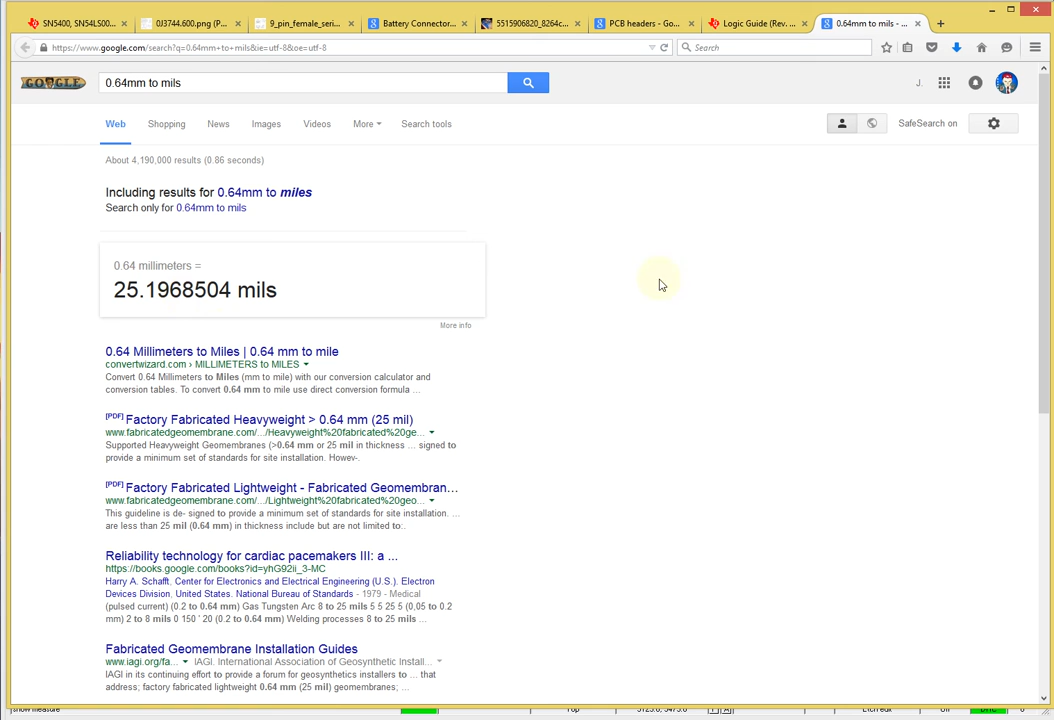 SN5400, SN54LS00...
0J3744.600.png (P...
9_pin_female_seri...
Battery Connector...
5515906820_8264c...
PCB headers - Go...
Logic Guide (Rev. ...
0.64mm to mils - ...
https://www.google.com/search?q=0.64mm+to+mils&ie=utf-8&oe=utf-8
Search
GOOGLE
0.64mm to mils
J.
Web
Shopping
News
Images
Videos
More
Search tools
SafeSearch on
About 4,190,000 results (0.86 seconds)
Including results for 0.64mm to miles
Search only for 0.64mm to mils
0.64 millimeters =
25.1968504 mils
More info
0.64 Millimeters to Miles | 0.64 mm to mile
convertwizard.com › MILLIMETERS to MILES
Convert 0.64 Millimeters to Miles (mm to mile) with our conversion calculator and
conversion tables. To convert 0.64 mm to mile use direct conversion formula ...
[PDF] Factory Fabricated Heavyweight > 0.64 mm (25 mil)
www.fabricatedgeomembrane.com/.../Heavyweight%20fabricated%20ge...
Supported Heavyweight Geomembranes (>0.64 mm or 25 mil in thickness ... signed to
provide a minimum set of standards for site installation. Howev-.
[PDF] Factory Fabricated Lightweight - Fabricated Geomembran...
www.fabricatedgeomembrane.com/.../Lightweight%20fabricated%20geo...
This guideline is de- signed to provide a minimum set of standards for site installation. ...
are less than 25 mil (0.64 mm) in thickness include but are not limited to:.
Reliability technology for cardiac pacemakers III: a ...
https://books.google.com/books?id=yhG92ii_3-MC
Harry A. Schafft, Center for Electronics and Electrical Engineering (U.S.). Electron
Devices Division, United States. National Bureau of Standards - 1979 - Medical
(pulsed current) (0.2 to 0.64 mm) Gas Tungsten Arc 8 to 25 mils 5 5 25 5 (0,05 to 0.2
mm) 2 to 8 mils 0 150 ' 20 (0.2 to 0.64 mm) Welding processes 8 to 25 mils ...
Fabricated Geomembrane Installation Guides
www.iagi.org/fa... IAGI. International Association of Geosynthetic Install...
IAGI in its continuing effort to provide a forum for geosynthetics installers to ... that
address; factory fabricated lightweight 0.64 mm (25 mil) geomembranes; ...
show measure
Top